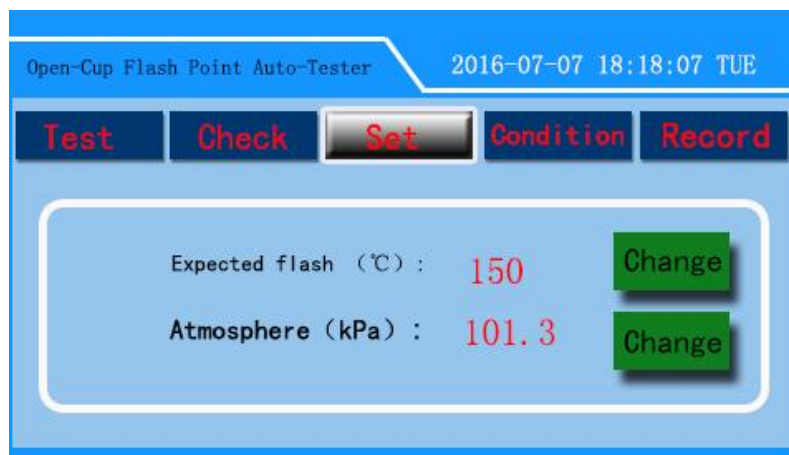 Open-Cup Flash Point Auto-Tester 2016-07-07 18:18:07 TUE
Test Check Set Condition Record
Expected flash （℃）: 150 Change
Atmosphere（kPa）: 101.3 Change